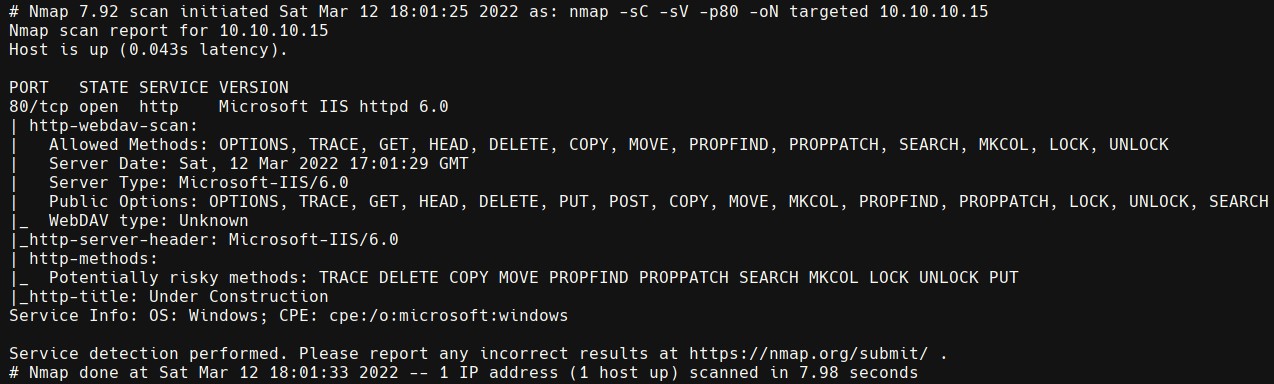 # Nmap 7.92 scan initiated Sat Mar 12 18:01:25 2022 as: nmap -sC -sV -p80 -oN targeted 10.10.10.15
Nmap scan report for 10.10.10.15
Host is up (0.043s latency).

PORT   STATE SERVICE VERSION
80/tcp open  http    Microsoft IIS httpd 6.0
| http-webdav-scan:
|   Allowed Methods: OPTIONS, TRACE, GET, HEAD, DELETE, COPY, MOVE, PROPFIND, PROPPATCH, SEARCH, MKCOL, LOCK, UNLOCK
|   Server Date: Sat, 12 Mar 2022 17:01:29 GMT
|   Server Type: Microsoft-IIS/6.0
|   Public Options: OPTIONS, TRACE, GET, HEAD, DELETE, PUT, POST, COPY, MOVE, MKCOL, PROPFIND, PROPPATCH, LOCK, UNLOCK, SEARCH
|_  WebDAV type: Unknown
|_http-server-header: Microsoft-IIS/6.0
| http-methods:
|_  Potentially risky methods: TRACE DELETE COPY MOVE PROPFIND PROPPATCH SEARCH MKCOL LOCK UNLOCK PUT
|_http-title: Under Construction
Service Info: OS: Windows; CPE: cpe:/o:microsoft:windows

Service detection performed. Please report any incorrect results at https://nmap.org/submit/ .
# Nmap done at Sat Mar 12 18:01:33 2022 -- 1 IP address (1 host up) scanned in 7.98 seconds